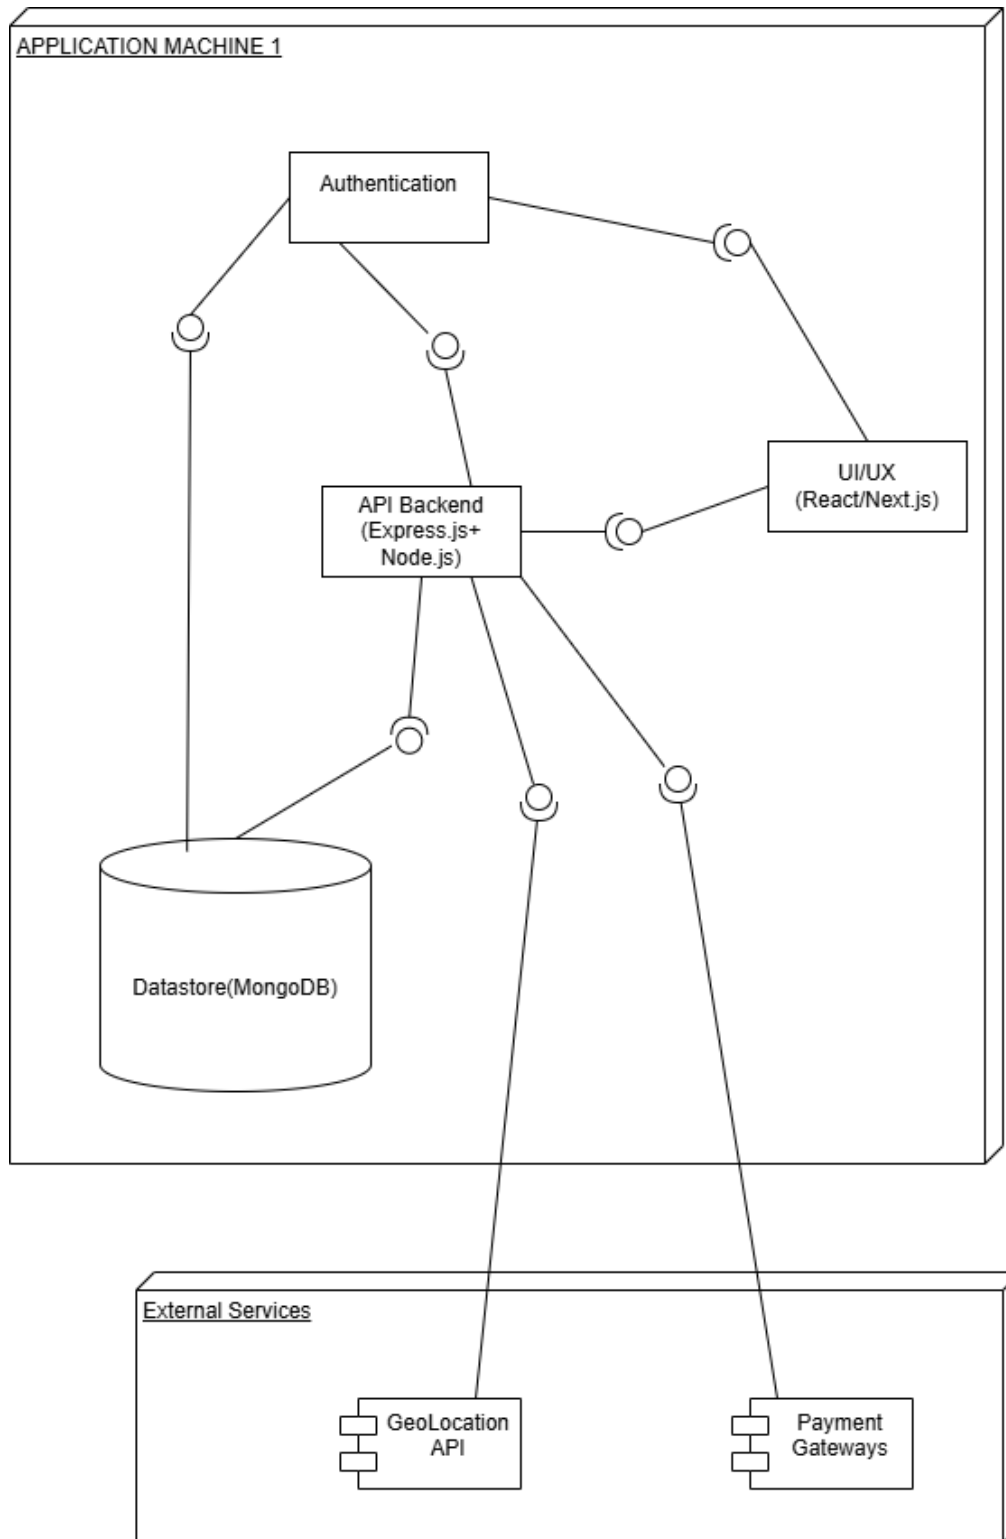 APPLICATION MACHINE 1
Authentication
UI/UX
(React/Next.js)
API Backend
(Express.js+
Node.js)
Datastore(MongoDB)
External Services
GeoLocation
API
Payment
Gateways